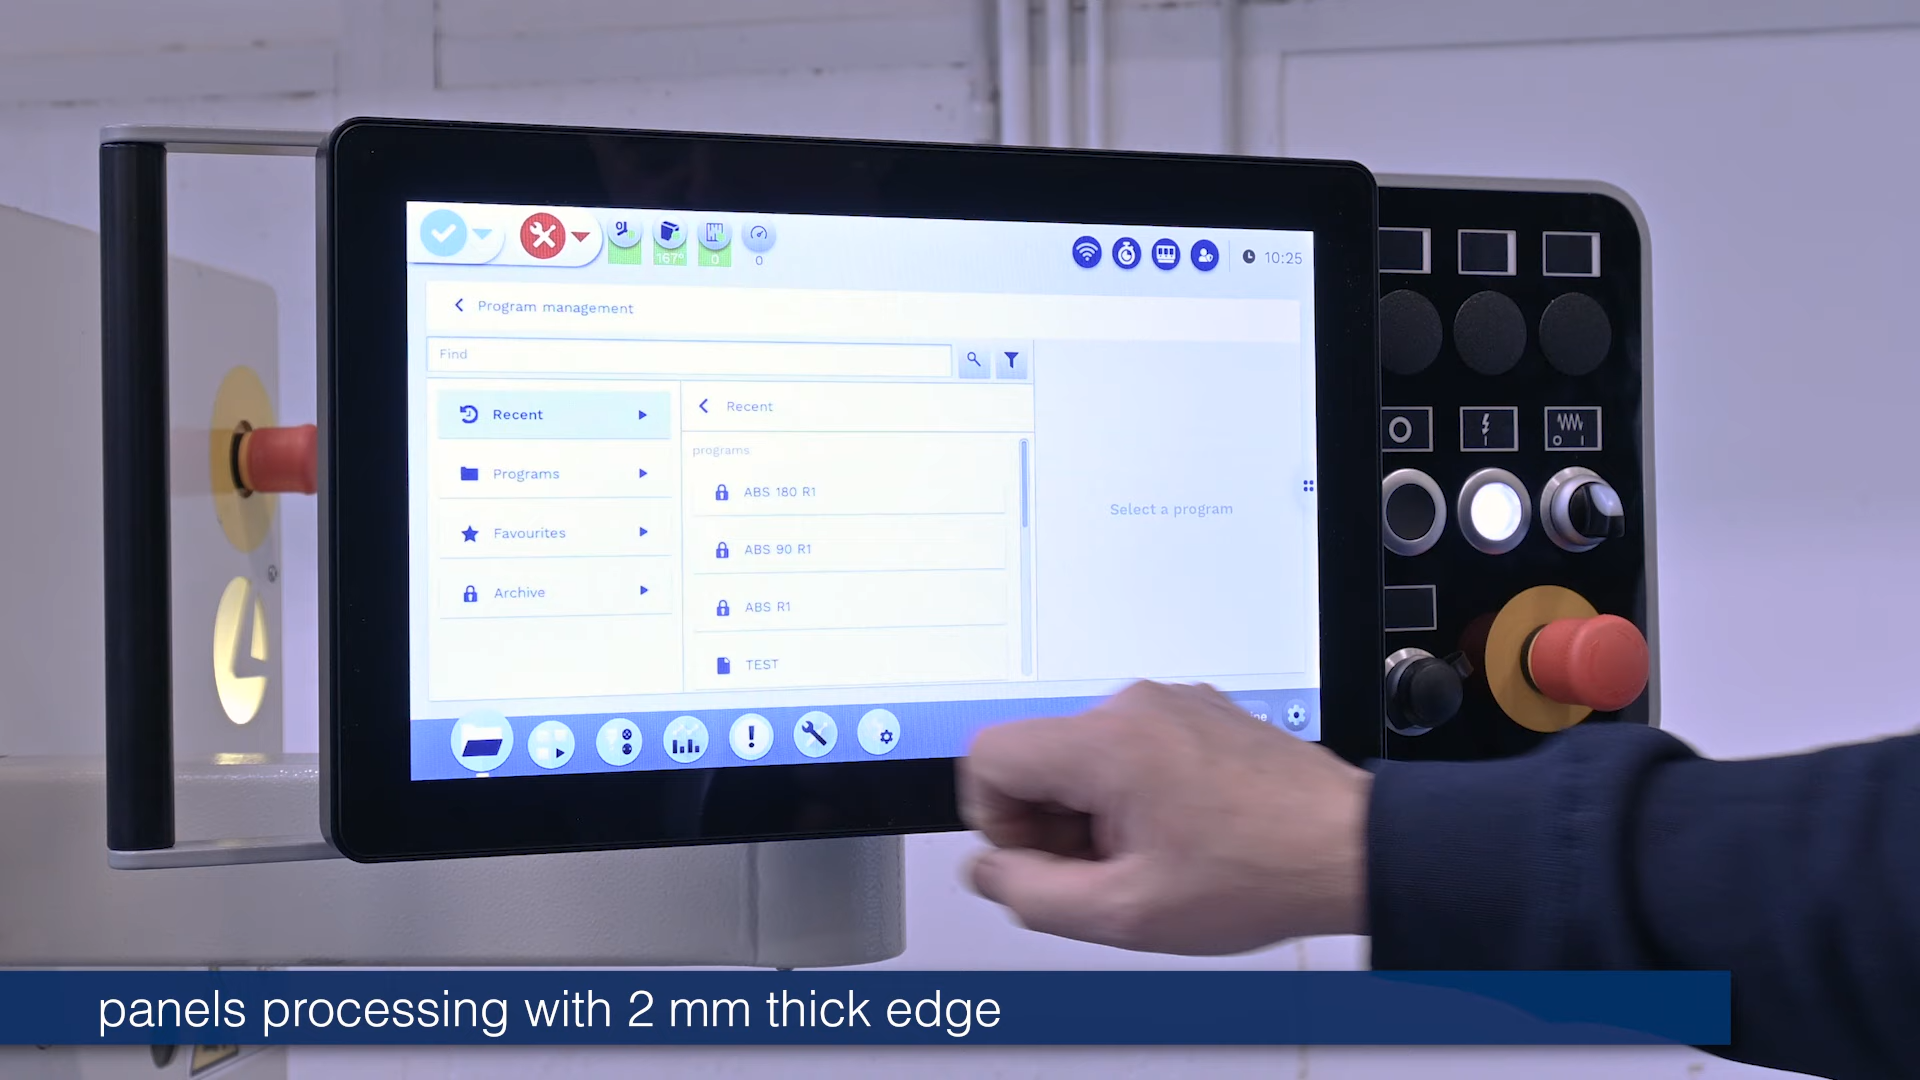 167°
0
0
10:25
Program management
Find
Recent
Programs
Favourites
Archive
Recent
programs
ABS 180 R1
ABS 90 R1
ABS R1
TEST
Select a program
panels processing with 2 mm thick edge